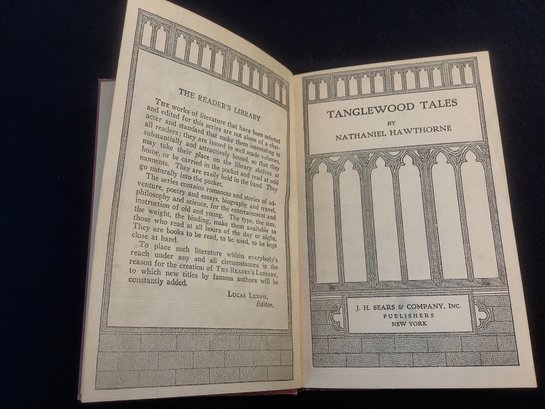 THE READER'S LIBRARY
THE works of literature that have been selected
and edited for this series are not alone of a char-
acter and standard that make them interesting to
all readers; they are issued in well made volumes,
substantially and attractively bound, so that they
may take their place on the library shelves at
home, or be carried in the pocket and read at odd
moments. They are easily held in the hand. They
go naturally into the pocket.
The series contains romances and stories of ad-
venture, poetry and essays, biography and travel,
philosophy and science, for the entertainment and
instruction of old and young. The type, the size,
the weight, the binding, make them available to
those who read at all hours of the day or night.
They are books to be read, to be used, to be kept
close at hand.
To place such literature within everybody's
reach under any and all circumstances is the
reason for the creation of THE READER'S LIBRARY,
to which new titles by famous authors will be
constantly added.
LUCAS LEXOW,
Editor.
TANGLEWOOD TALES
BY
NATHANIEL HAWTHORNE
J. H. SEARS & COMPANY, INC.
PUBLISHERS
NEW YORK